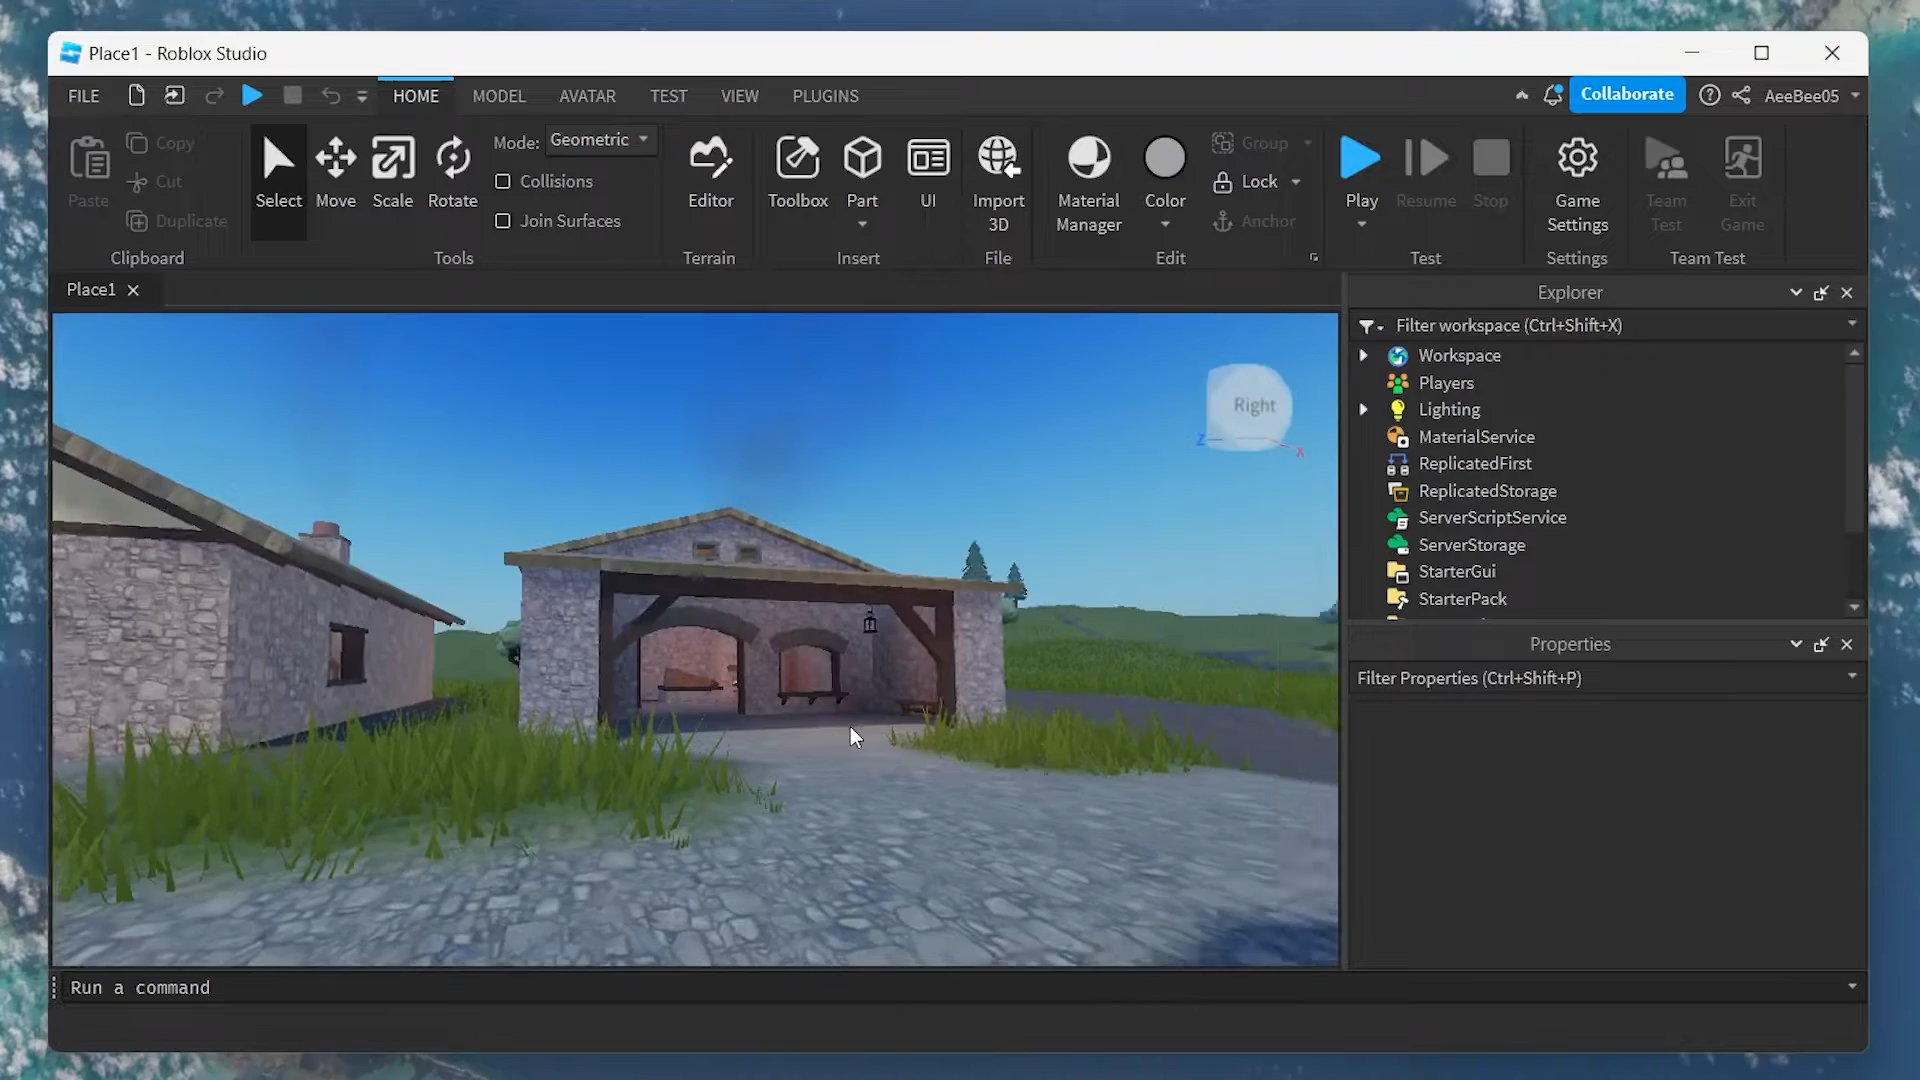 Place1 - Roblox Studio
FILE HOME MODEL AVATAR TEST VIEW PLUGINS Collaborate AeeBee05
Paste Copy Cut Duplicate
Clipboard
Select Move Scale Rotate
Mode: Geometric
Collisions
Join Surfaces
Tools
Editor
Terrain
Toolbox Part UI
Insert
Import
3D
File
Material
Manager
Color
Group
Lock
Anchor
Edit
Play Resume Stop
Test
Game
Settings
Settings
Team
Test
Exit
Game
Team Test
Place1
Right
Z
X
Explorer
Filter workspace (Ctrl+Shift+X)
Workspace
Players
Lighting
MaterialService
ReplicatedFirst
ReplicatedStorage
ServerScriptService
ServerStorage
StarterGui
StarterPack
Properties
Filter Properties (Ctrl+Shift+P)
Run a command